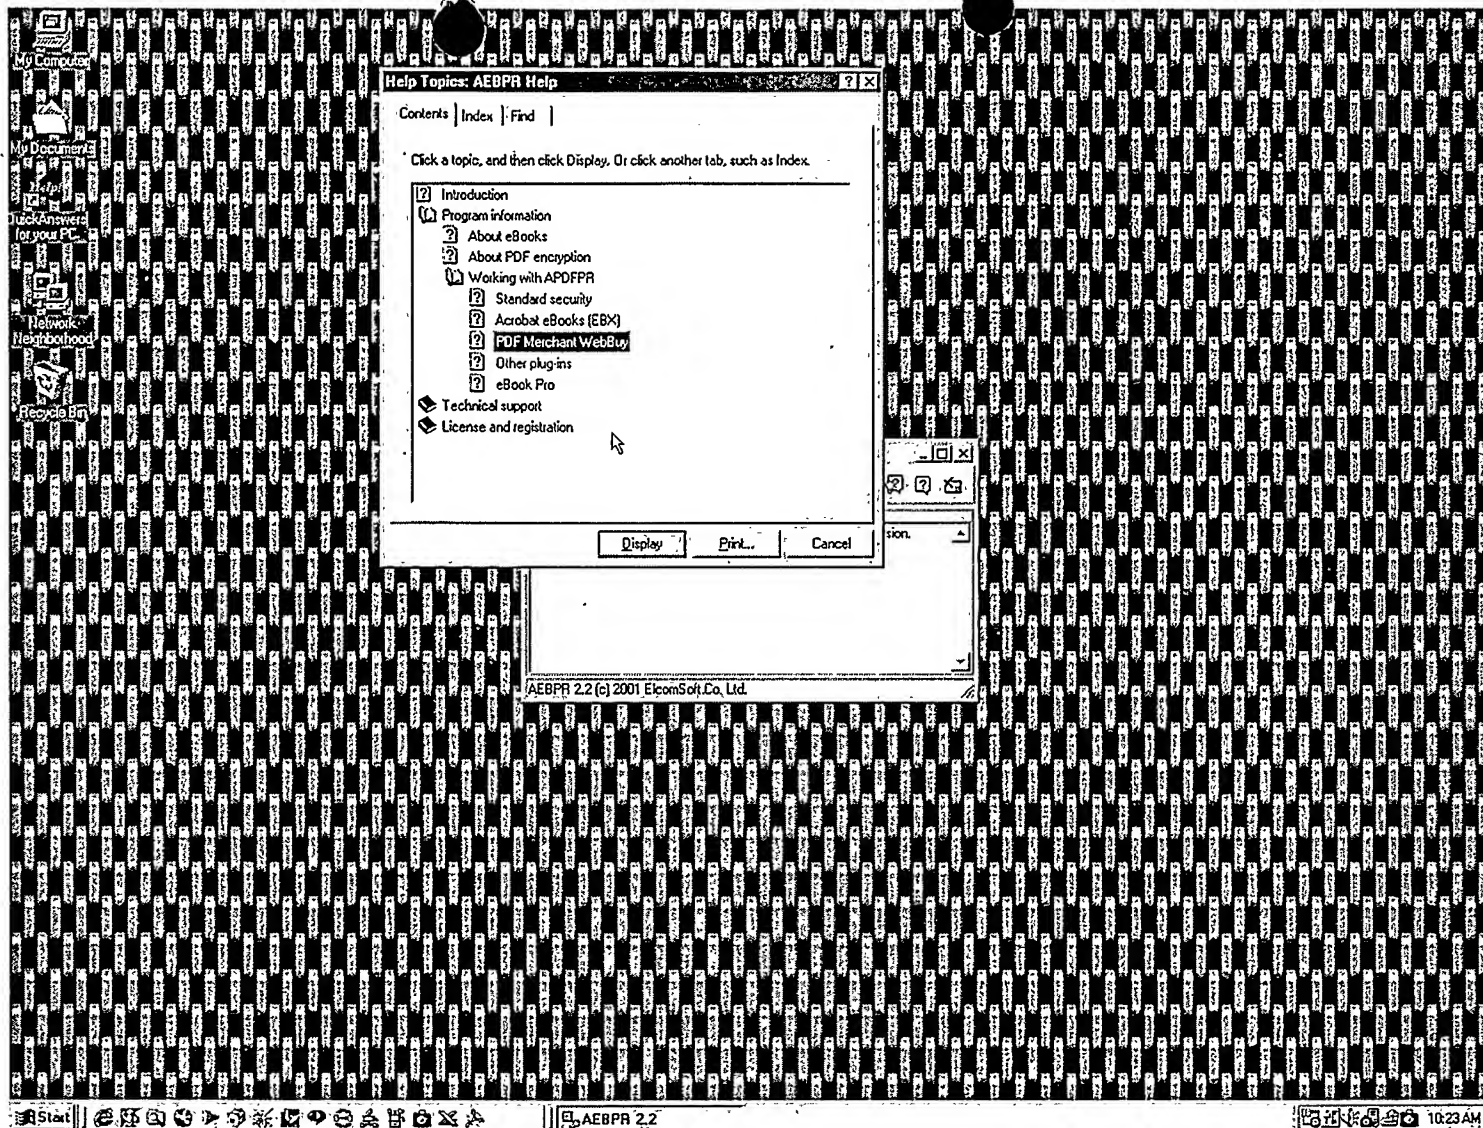 My Computer
My Documents
Help!
QuickAnswers
for your PC.
Network
Neighborhood
Recycle Bin
Help Topics: AEBPR Help
Contents
Index
Find
Click a topic, and then click Display. Or click another tab, such as Index.
Introduction
Program information
About eBooks
About PDF encryption
Working with APDFPR
Standard security
Acrobat eBooks (EBX)
PDF Merchant WebBuy
Other plug-ins
eBook Pro
Technical support
License and registration
Display
Print...
Cancel
sion.
AEBPR 2.2 (c) 2001 ElcomSoft Co. Ltd.
Start
AEBPR 2.2
10:23 AM